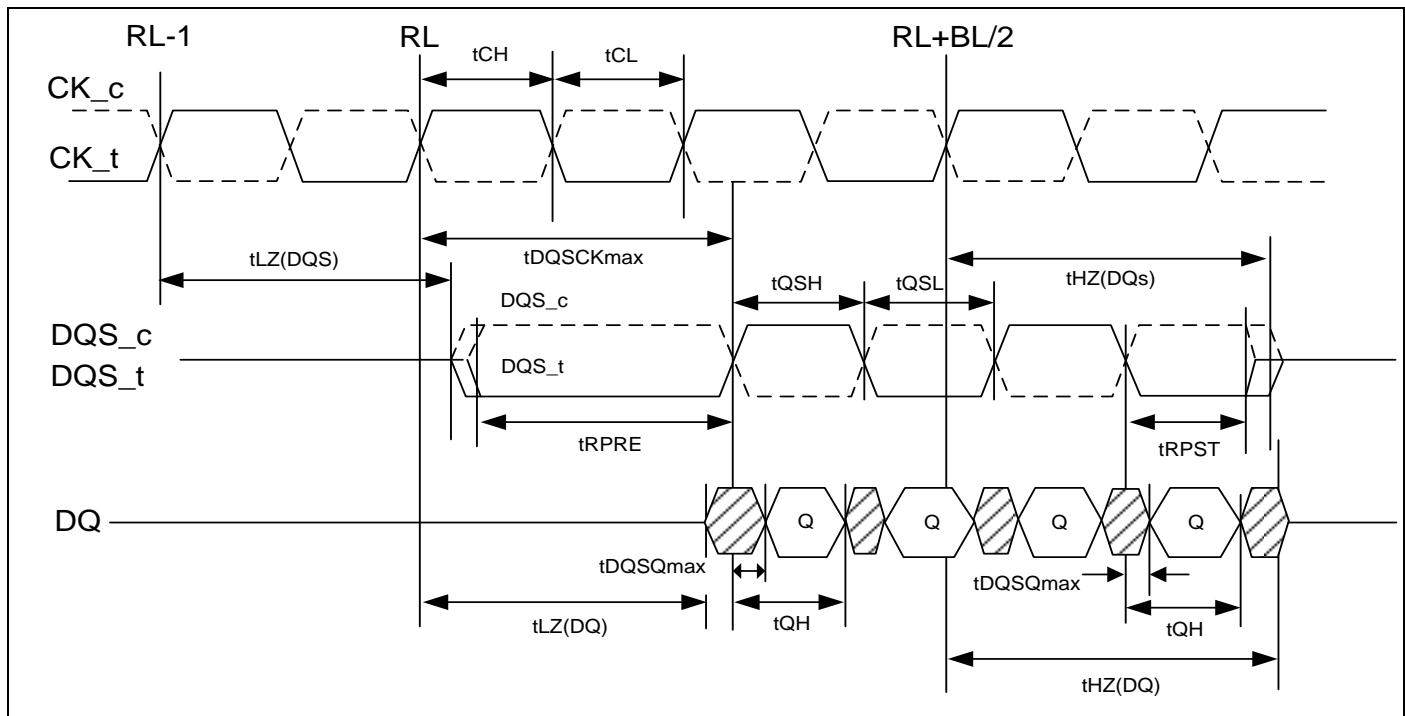 RL-1
RL
RL+BL/2
tCH
tCL
CK_c
CK_t
tLZ(DQS)
tDQSCKmax
tHZ(DQs)
tQSH
tQSL
DQS_c
DQS_c
DQS_t
DQS_t
tRPRE
tRPST
DQ
Q
Q
Q
Q
tDQSQmax
tDQSQmax
tLZ(DQ)
tQH
tQH
tHZ(DQ)